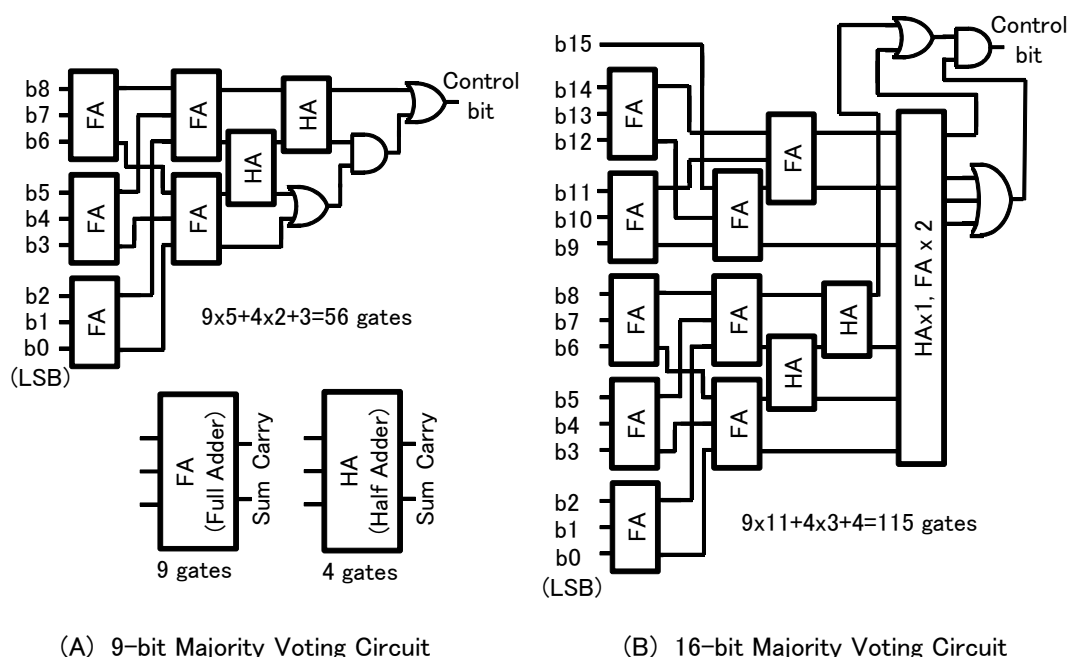 b8
b7
b6
b5
b4
b3
b2
b1
b0
(LSB)
FA
FA
FA
FA
FA
HA
HA
Control
bit
9x5+4x2+3=56 gates
FA
(Full Adder)
Sum Carry
9 gates
HA
(Half Adder)
Sum Carry
4 gates
(A) 9-bit Majority Voting Circuit
b15
b14
b13
b12
b11
b10
b9
b8
b7
b6
b5
b4
b3
b2
b1
b0
(LSB)
FA
FA
FA
FA
FA
FA
FA
FA
FA
HA
HA
HAx1, FA x 2
Control
bit
9x11+4x3+4=115 gates
(B) 16-bit Majority Voting Circuit